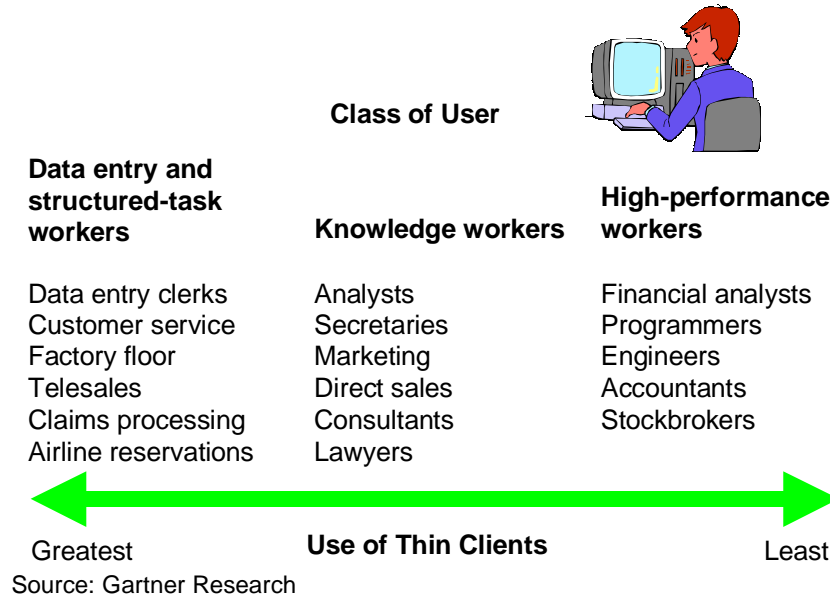 Class of User
Data entry and
structured-task
workers
Data entry clerks
Customer service
Factory floor
Telesales
Claims processing
Airline reservations
Knowledge workers
Analysts
Secretaries
Marketing
Direct sales
Consultants
Lawyers
High-performance
workers
Financial analysts
Programmers
Engineers
Accountants
Stockbrokers
Greatest
Use of Thin Clients
Least
Source: Gartner Research